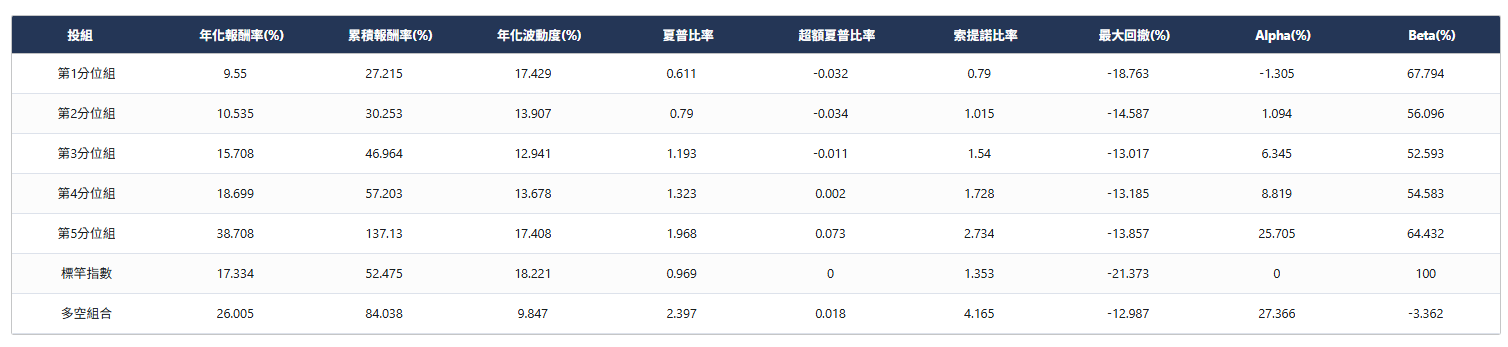 投組 年化報酬率(%) 累積報酬率(%) 年化波動度(%) 夏普比率 超額夏普比率 索提諾比率 最大回撤(%) Alpha(%) Beta(%)
第1分位組 9.55 27.215 17.429 0.611 -0.032 0.79 -18.763 -1.305 67.794
第2分位組 10.535 30.253 13.907 0.79 -0.034 1.015 -14.587 1.094 56.096
第3分位組 15.708 46.964 12.941 1.193 -0.011 1.54 -13.017 6.345 52.593
第4分位組 18.699 57.203 13.678 1.323 0.002 1.728 -13.185 8.819 54.583
第5分位組 38.708 137.13 17.408 1.968 0.073 2.734 -13.857 25.705 64.432
標竿指數 17.334 52.475 18.221 0.969 0 1.353 -21.373 0 100
多空組合 26.005 84.038 9.847 2.397 0.018 4.165 -12.987 27.366 -3.362